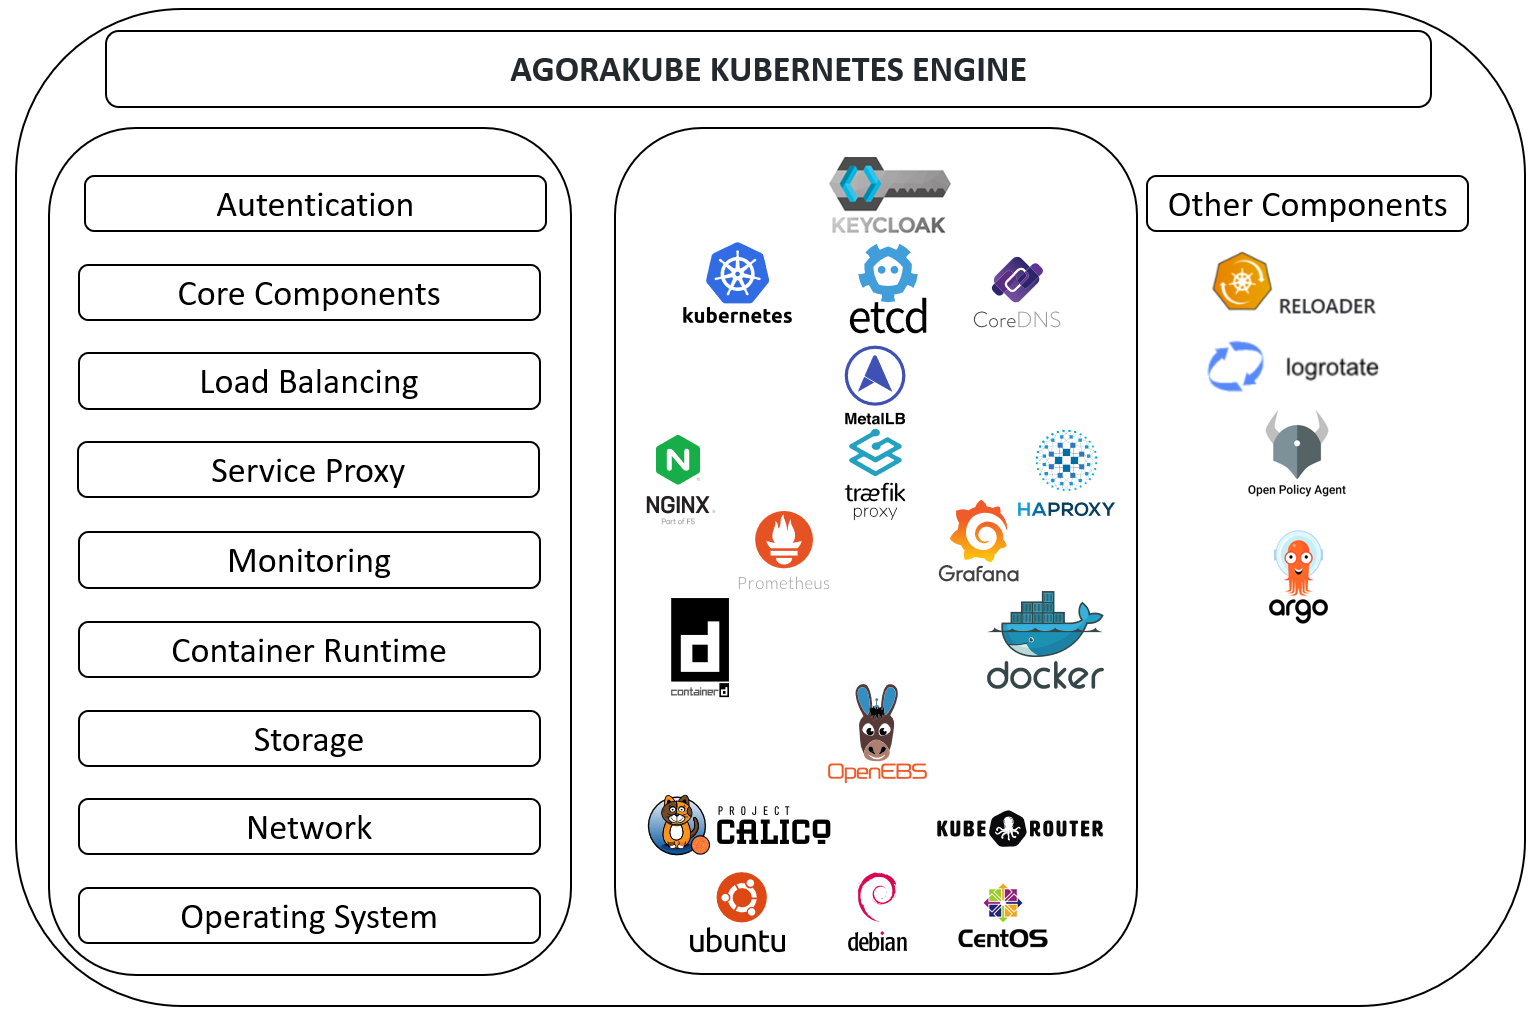 AGORAKUBE KUBERNETES ENGINE
Autentication
Core Components
Load Balancing
Service Proxy
Monitoring
Container Runtime
Storage
Network
Operating System
KEYCLOAK
kubernetes
etcd
CoreDNS
MetalLB
NGINX
Part of F5
træfik
proxy
HAPROXY
Prometheus
Grafana
d
containerd
docker
OpenEBS
PROJECT
CALICO
KUBE ROUTER
ubuntu
debian
CentOS
Other Components
RELOADER
logrotate
Open Policy Agent
argo